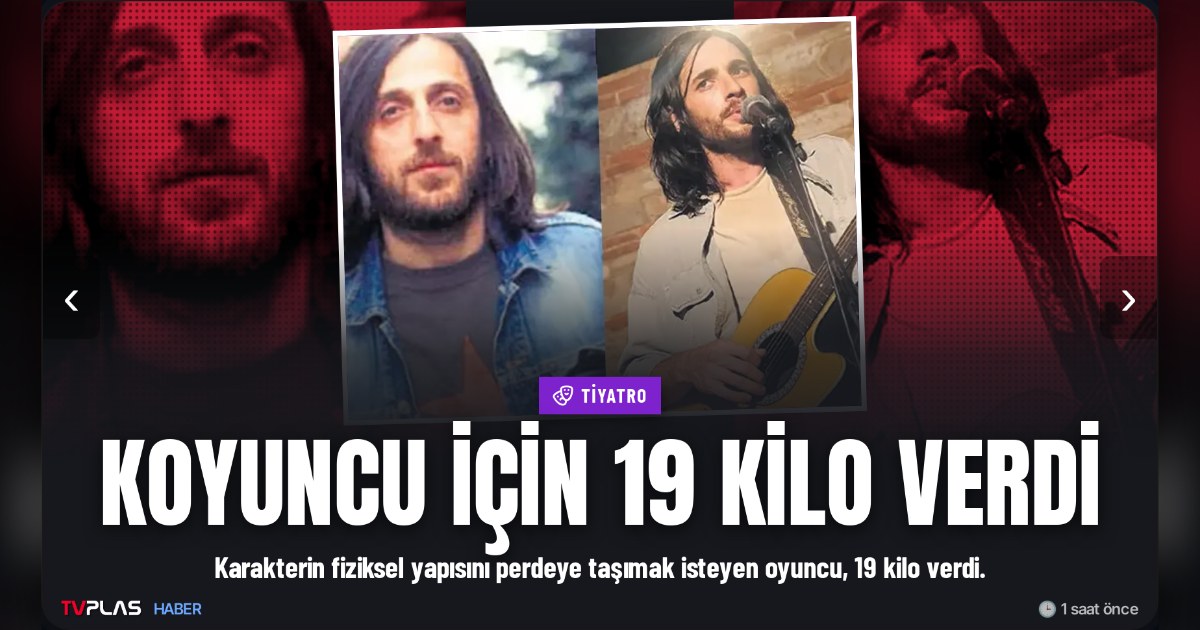 TİYATRO
KOYUNCU İÇİN 19 KİLO VERDİ
Karakterin fiziksel yapısını perdeye taşımak isteyen oyuncu, 19 kilo verdi.
TVPLAS HABER
1 saat önce